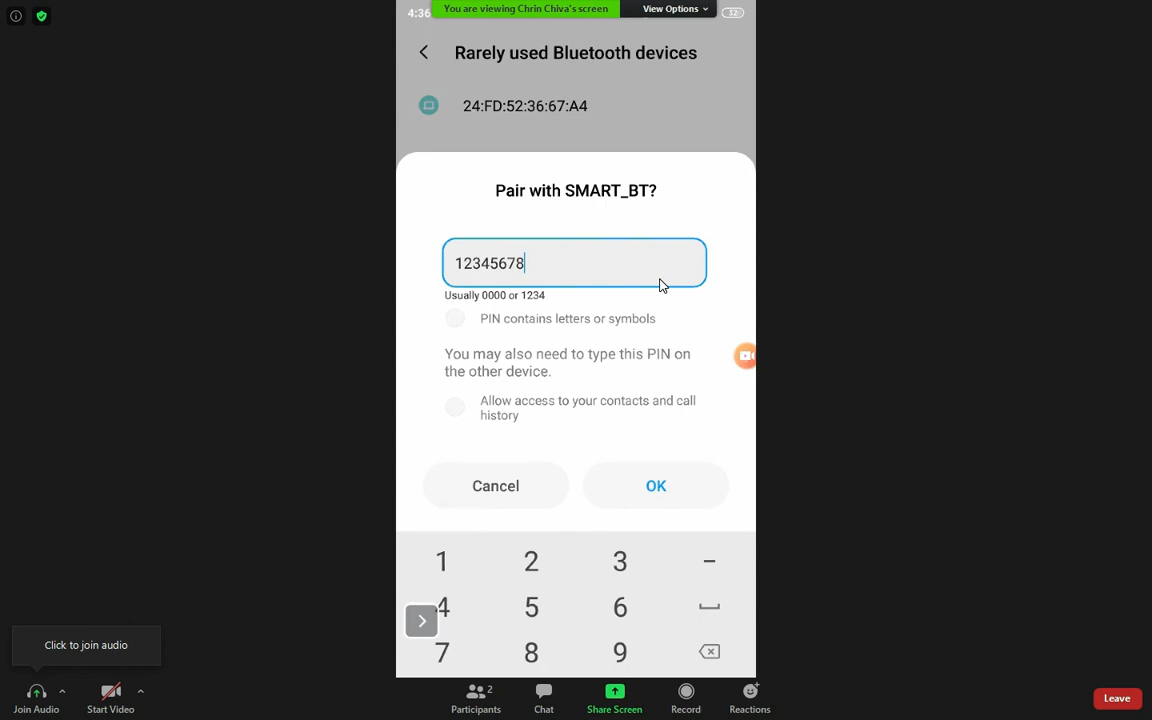 4:36
You are viewing Chrin Chiva's screen
View Options
52
Rarely used Bluetooth devices
24:FD:52:36:67:A4
Pair with SMART_BT?
12345678
Usually 0000 or 1234
PIN contains letters or symbols
You may also need to type this PIN on
the other device.
Allow access to your contacts and call
history
Cancel
OK
1 2 3 –
4 5 6
7 8 9
Click to join audio
Join Audio
Start Video
2
Participants
Chat
Share Screen
Record
Reactions
Leave